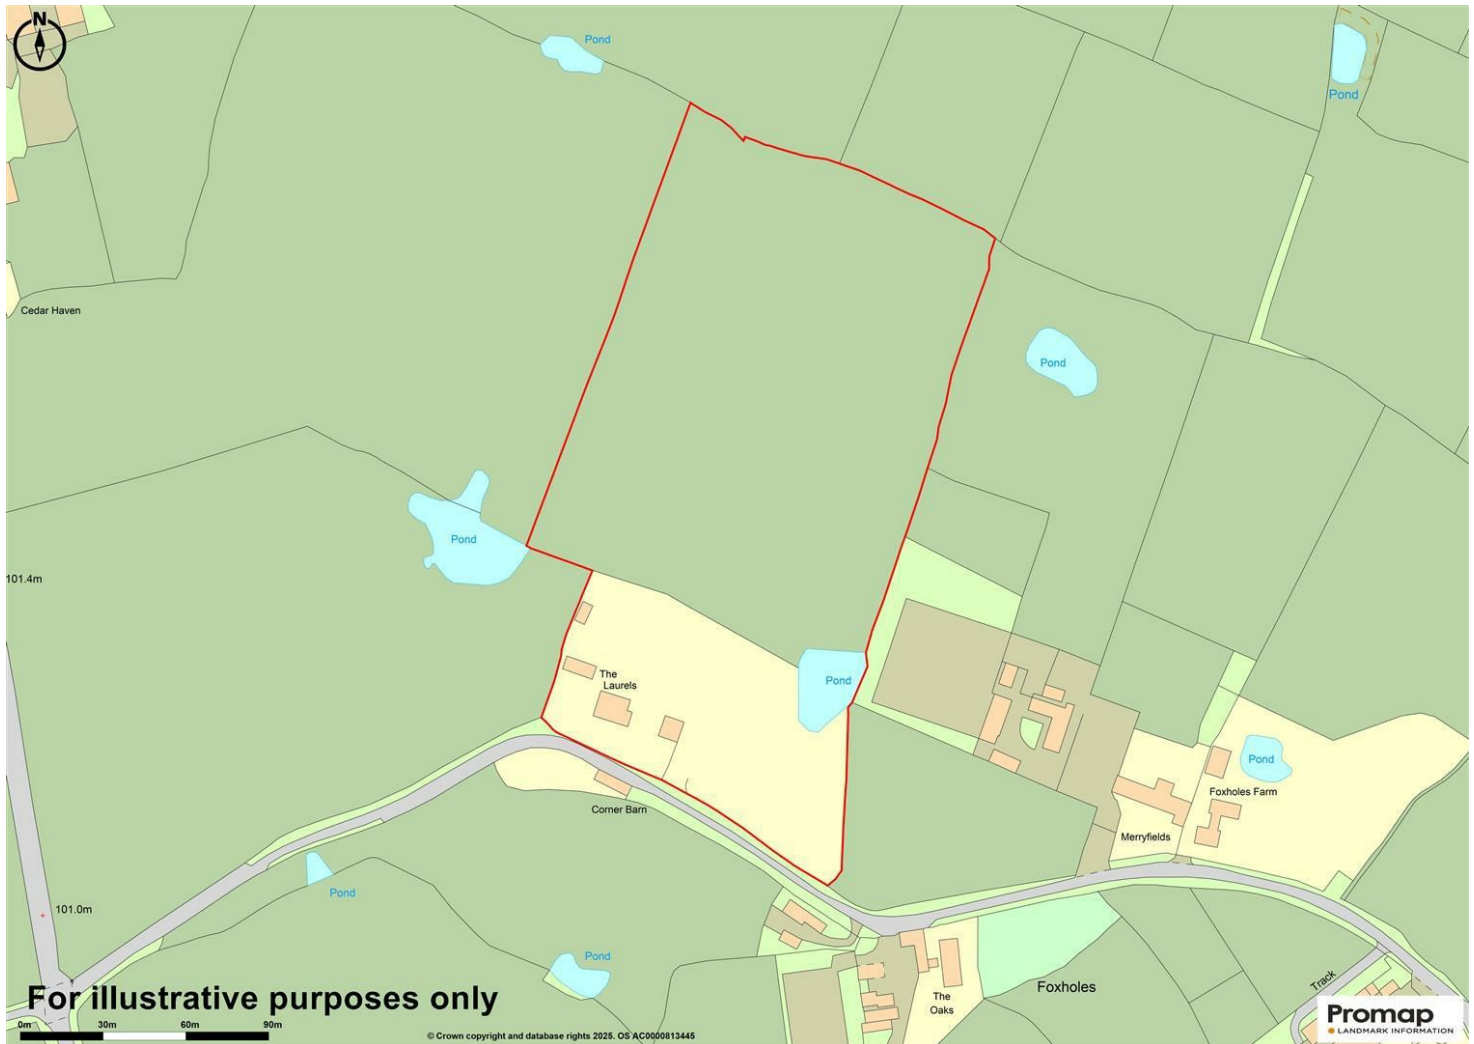 N
Pond
Pond
Cedar Haven
Pond
Pond
101.4m
The
Laurels
Pond
Pond
Foxholes Farm
Corner Barn
Merryfields
Pond
101.0m
Pond
Track
Foxholes
The
Oaks
For illustrative purposes only
0m 30m 60m 90m
© Crown copyright and database rights 2025. OS AC0000813445
Promap
LANDMARK INFORMATION